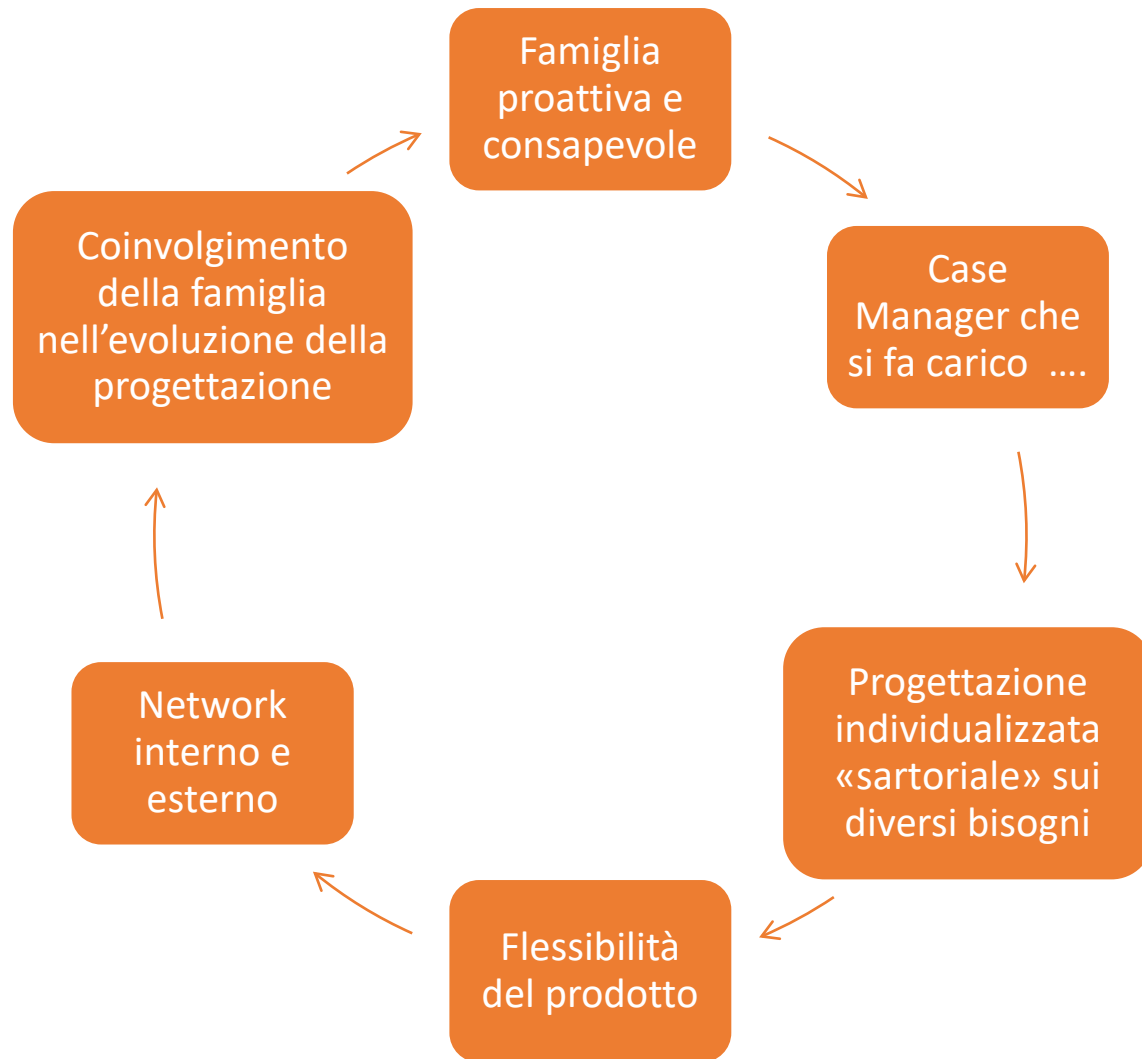 Famiglia
proattiva e
consapevole
Case
Manager che
si fa carico ....
Progettazione
individualizzata
«sartoriale» sui
diversi bisogni
Flessibilità
del prodotto
Network
interno e
esterno
Coinvolgimento
della famiglia
nell’evoluzione della
progettazione